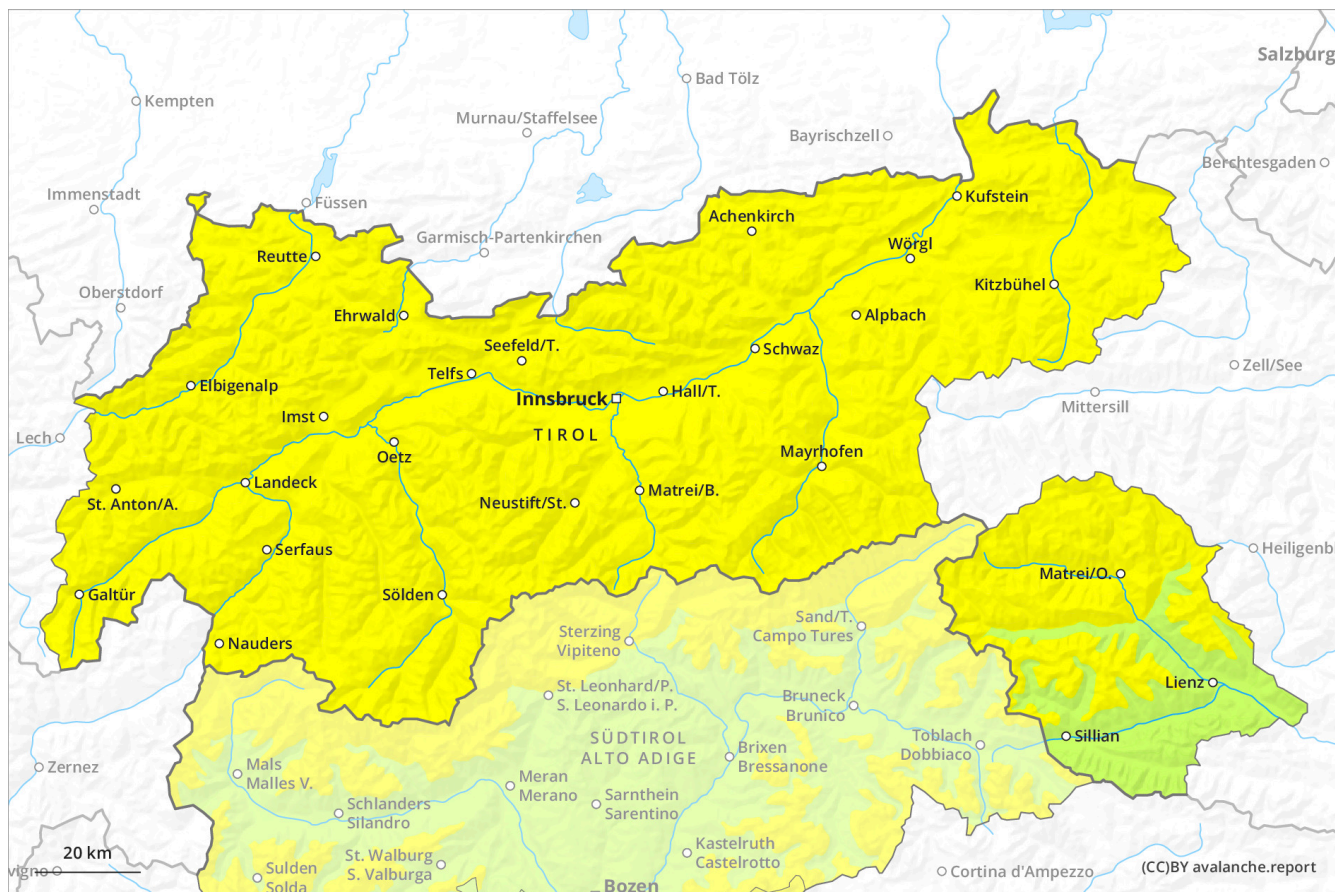 Salzburg
Bad Tölz
Kempten
Murnau/Staffelsee
Bayrischzell
Berchtesgaden
Immenstadt
Kufstein
Füssen
Achenkirch
Garmisch-Partenkirchen
Wörgl
Reutte
Kitzbühel
Oberstdorf
Ehrwald
Alpbach
Seefeld/T.
Schwaz
Zell/See
Telfs
Elbigenalp
Innsbruck
Hall/T.
Mittersill
Imst
TIROL
Lech
Oetz
Mayrhofen
Landeck
Matrei/B.
St. Anton/A.
Neustift/St.
Serfaus
Heiligenb
Matrei/O.
Galtür
Sölden
Sand/T.
Campo Tures
Sterzing
Vipiteno
Nauders
Lienz
St. Leonhard/P.
S. Leonardo i. P.
Bruneck
Brunico
SÜDTIROL
ALTO ADIGE
Toblach
Dobbiaco
Sillian
Brixen
Bressanone
Zernez
Mals
Malles V.
Meran
Merano
Sarnthein
Sarentino
Schlanders
Silandro
20 km
St. Walburg
S. Valburga
Kastelruth
Castelrotto
vigno
Sulden
Solda
Cortina d'Ampezzo
(CC)BY avalanche.report
Bozen